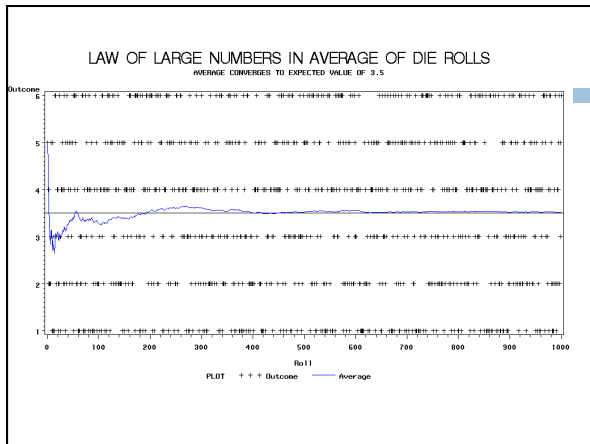 LAW OF LARGE NUMBERS IN AVERAGE OF DIE ROLLS
AVERAGE CONVERGES TO EXPECTED VALUE OF 3.5
Outcome
6
5
4
3
2
1
0 100 200 300 400 500 600 700 800 900 1000
Roll
PLOT + + + Outcome Average